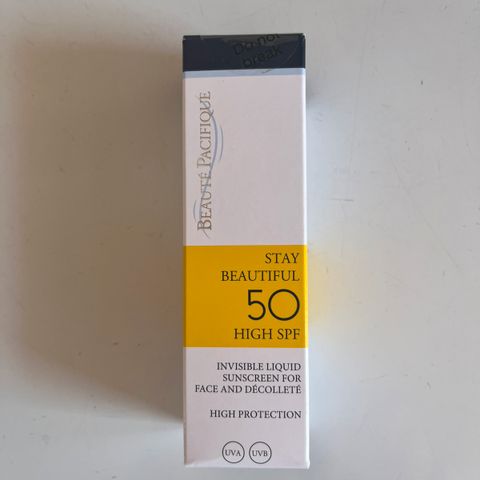 Do not
break
BEAUTÉ PACIFIQUE
STAY
BEAUTIFUL
50
HIGH SPF
INVISIBLE LIQUID
SUNSCREEN FOR
FACE AND DÉCOLLETÉ
HIGH PROTECTION
UVA UVB